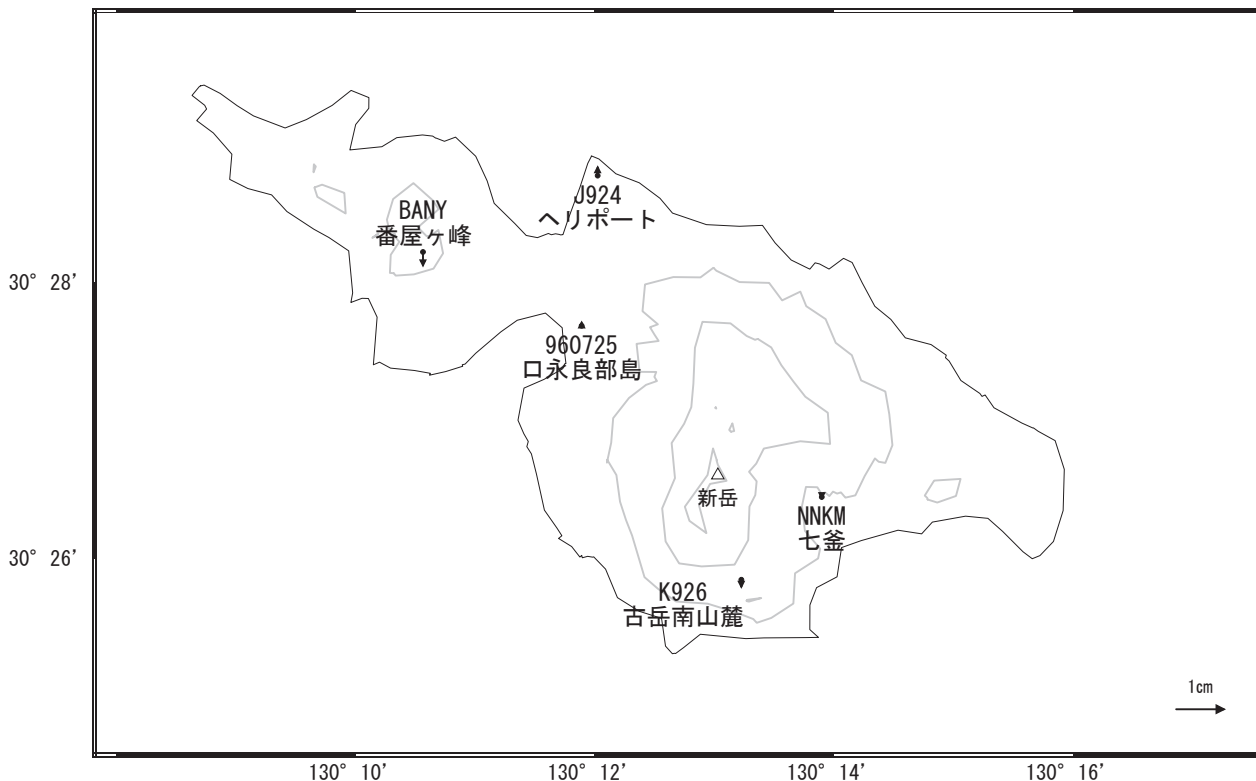 J924
ヘリポート
BANY
番屋ヶ峰
30° 28'
960725
口永良部島
新岳
NNKM
七釜
30° 26'
K926
古岳南山麓
1cm
130° 10'
130° 12'
130° 14'
130° 16'